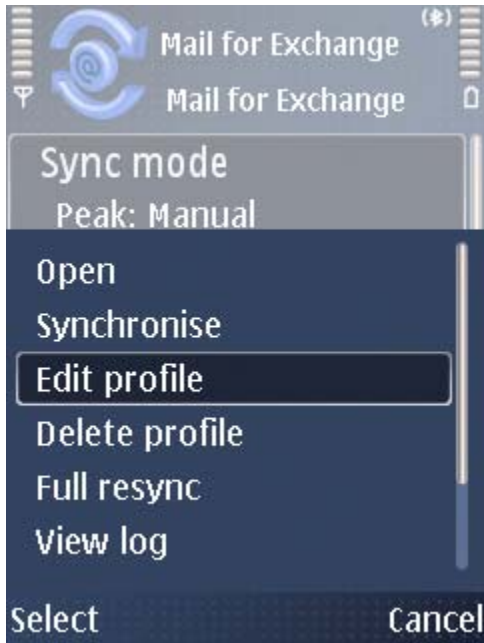 Mail for Exchange
Mail for Exchange
Sync mode
Peak: Manual
Open
Synchronise
Edit profile
Delete profile
Full resync
View log
Select Cancel